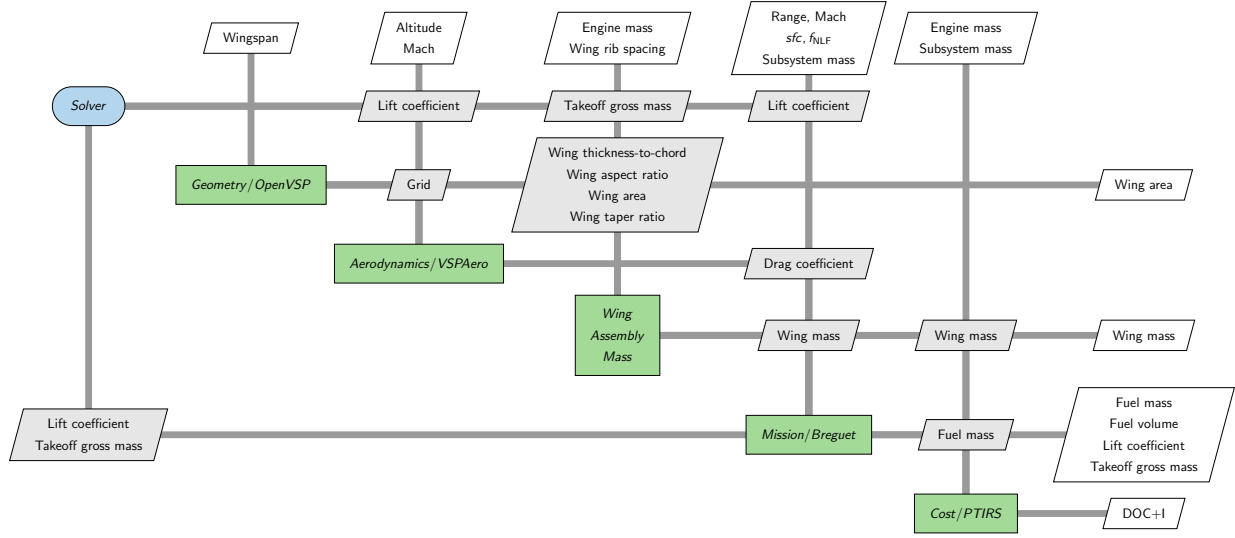 Wingspan
Altitude
Mach
Engine mass
Wing rib spacing
Range, Mach
sfc, f_NLF
Subsystem mass
Engine mass
Subsystem mass
Solver
Lift coefficient
Takeoff gross mass
Lift coefficient
Geometry/OpenVSP
Grid
Wing thickness-to-chord
Wing aspect ratio
Wing area
Wing taper ratio
Wing area
Aerodynamics/VSPAero
Drag coefficient
Wing
Assembly
Mass
Wing mass
Wing mass
Wing mass
Lift coefficient
Takeoff gross mass
Mission/Breguet
Fuel mass
Fuel mass
Fuel volume
Lift coefficient
Takeoff gross mass
Cost/PTIRS
DOC+I